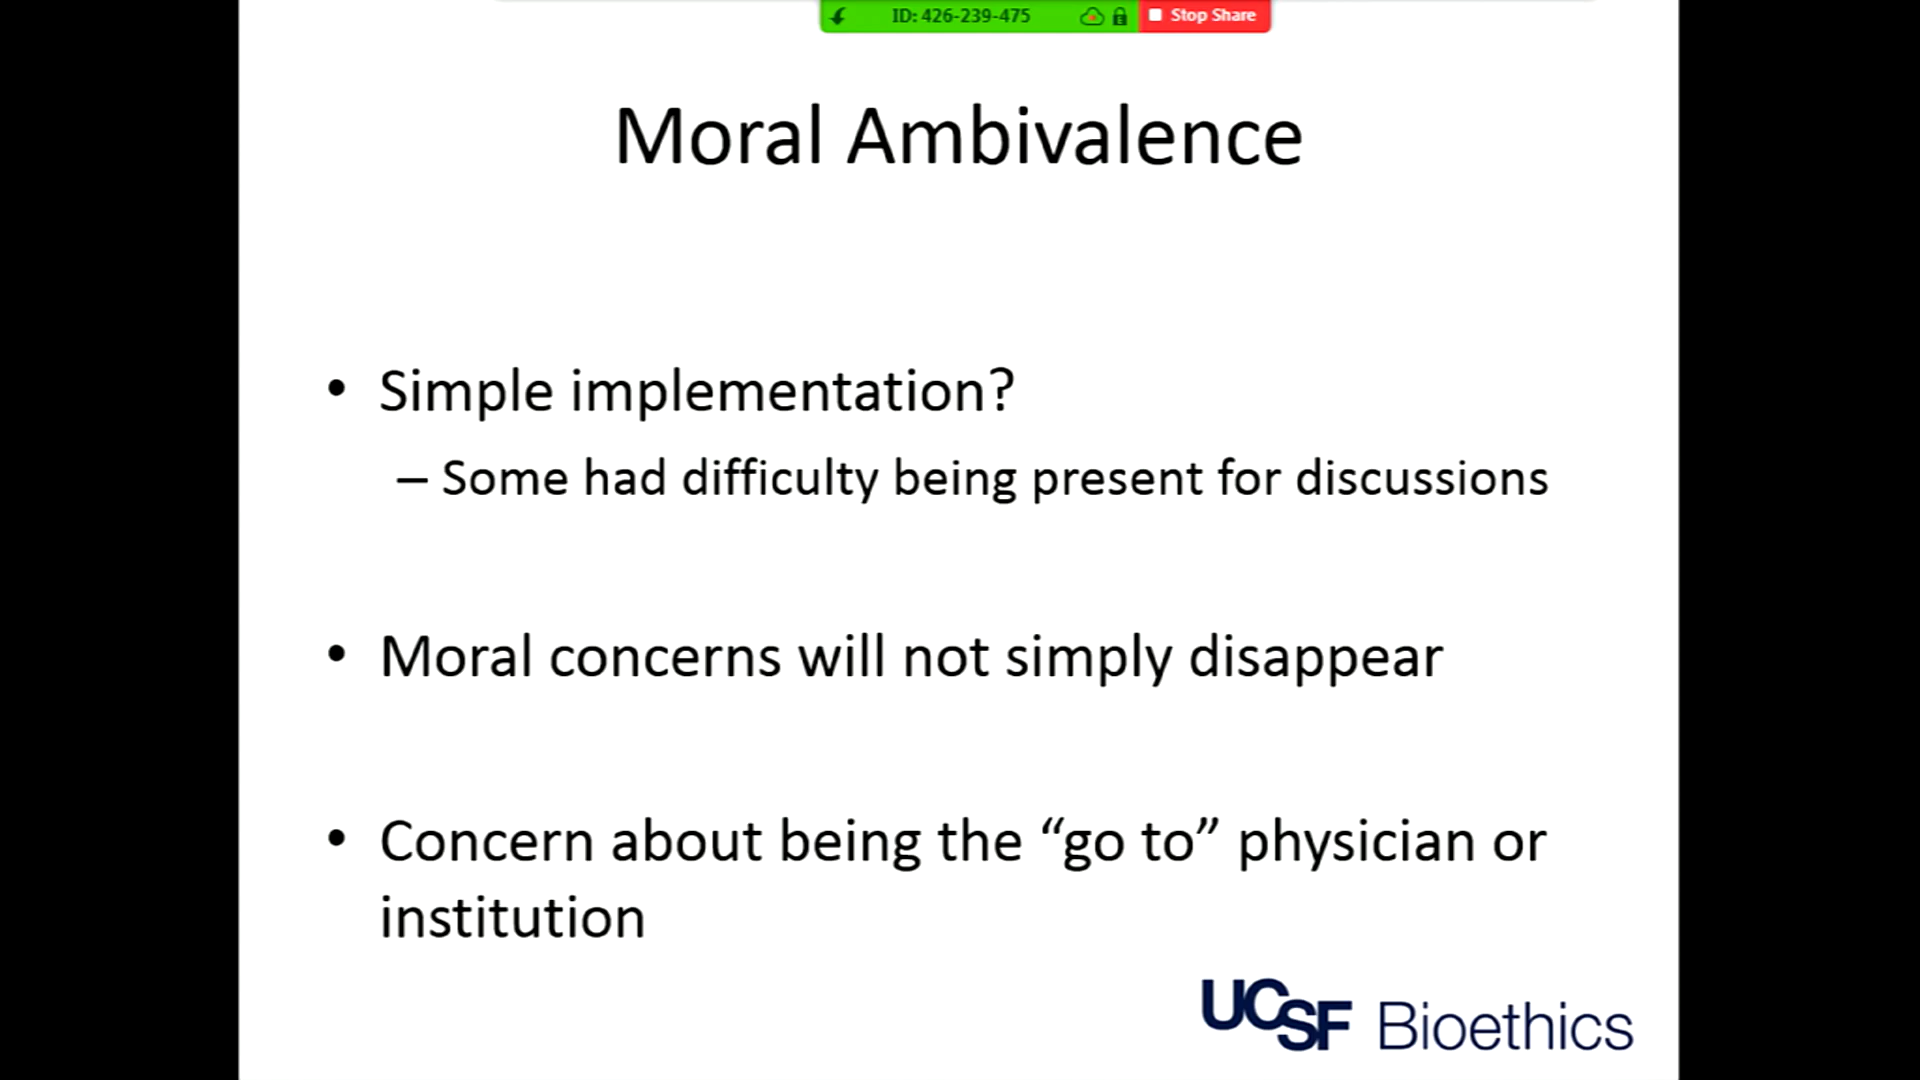 ID: 426-239-475
Stop Share
Moral Ambivalence
• Simple implementation?
– Some had difficulty being present for discussions
• Moral concerns will not simply disappear
• Concern about being the “go to” physician or
institution
UCSF Bioethics